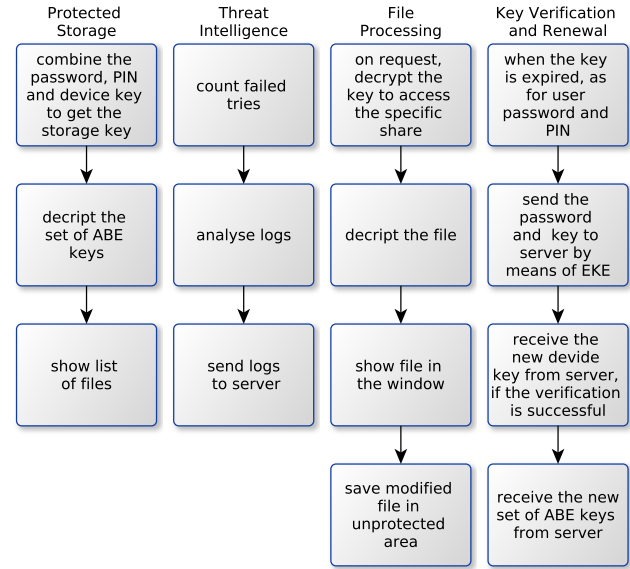 Protected
Storage
combine the
password, PIN
and device key
to get the
storage key
decript the
set of ABE
keys
show list
of files
Threat
Intelligence
count failed
tries
analyse logs
send logs
to server
File
Processing
on request,
decrypt the
key to access
the specific
share
decript the file
show file in
the window
save modified
file in
unprotected
area
Key Verification
and Renewal
when the key
is expired, as
for user
password and
PIN
send the
password
and key to
server by
means of EKE
receive the
new devide
key from server,
if the verification
is successful
receive the new
set of ABE keys
from server